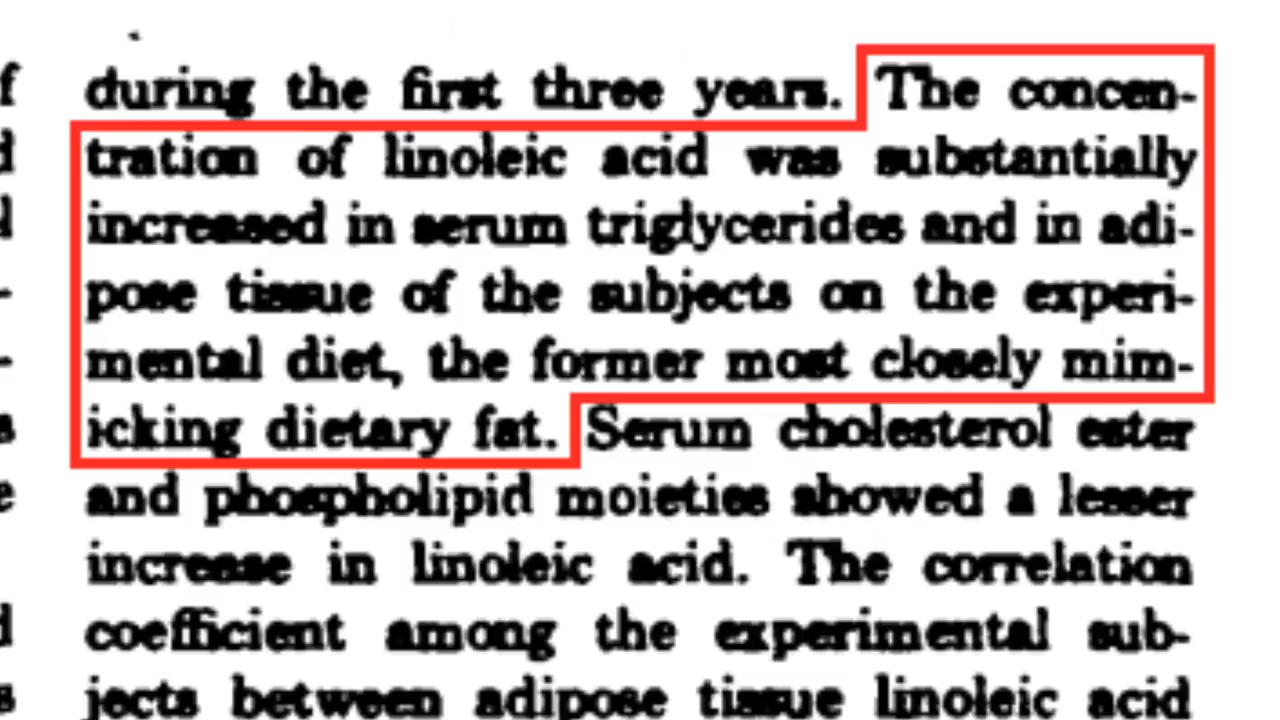 during the first three years. The concen-
tration of linoleic acid was substantially
increased in serum triglycerides and in adi-
pose tissue of the subjects on the experi-
mental diet, the former most closely mim-
icking dietary fat. Serum cholesterol ester
and phospholipid moieties showed a lesser
increase in linoleic acid. The correlation
coefficient among the experimental sub-
jects between adipose tissue linoleic acid